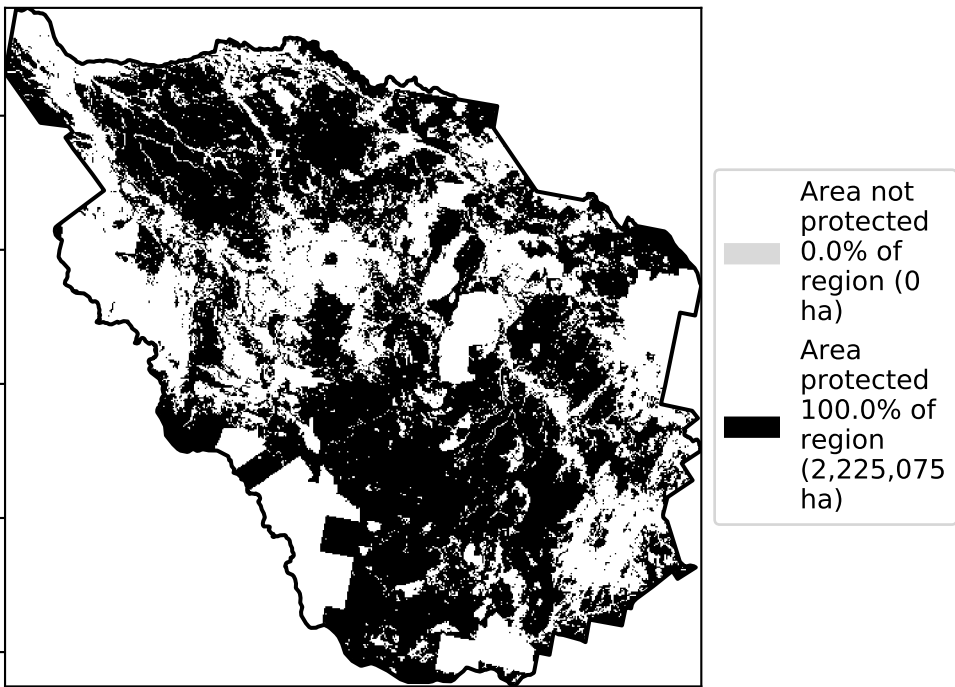 Area not
protected
0.0% of
region (0
ha)
Area
protected
100.0% of
region
(2,225,075
ha)